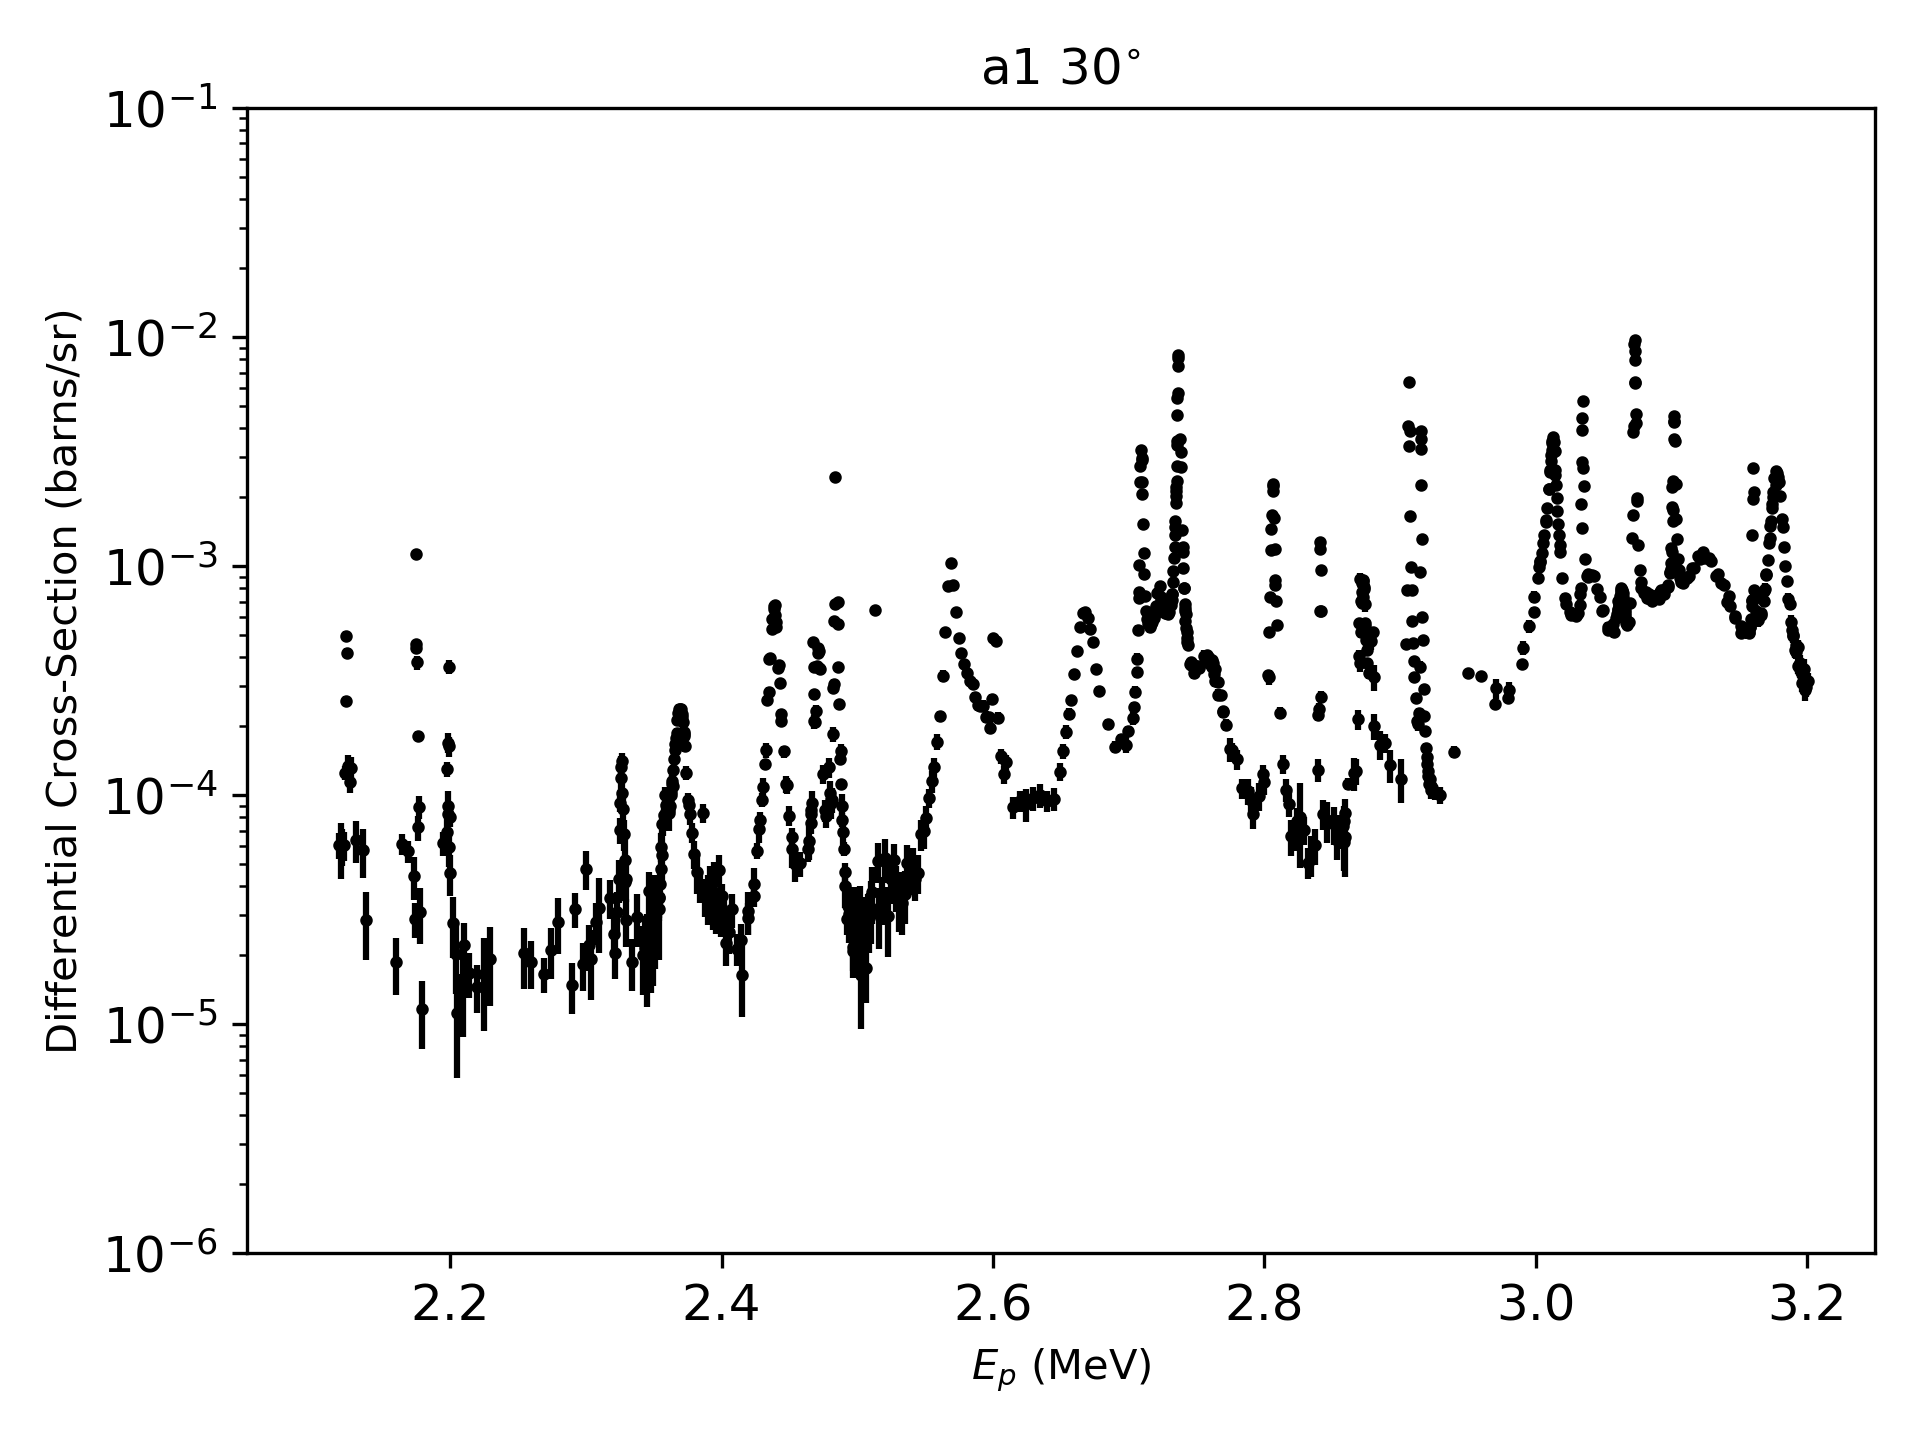 a1 30°
Differential Cross-Section (barns/sr)
10⁻¹
10⁻²
10⁻³
10⁻⁴
10⁻⁵
10⁻⁶
2.2 2.4 2.6 2.8 3.0 3.2
Eₚ (MeV)